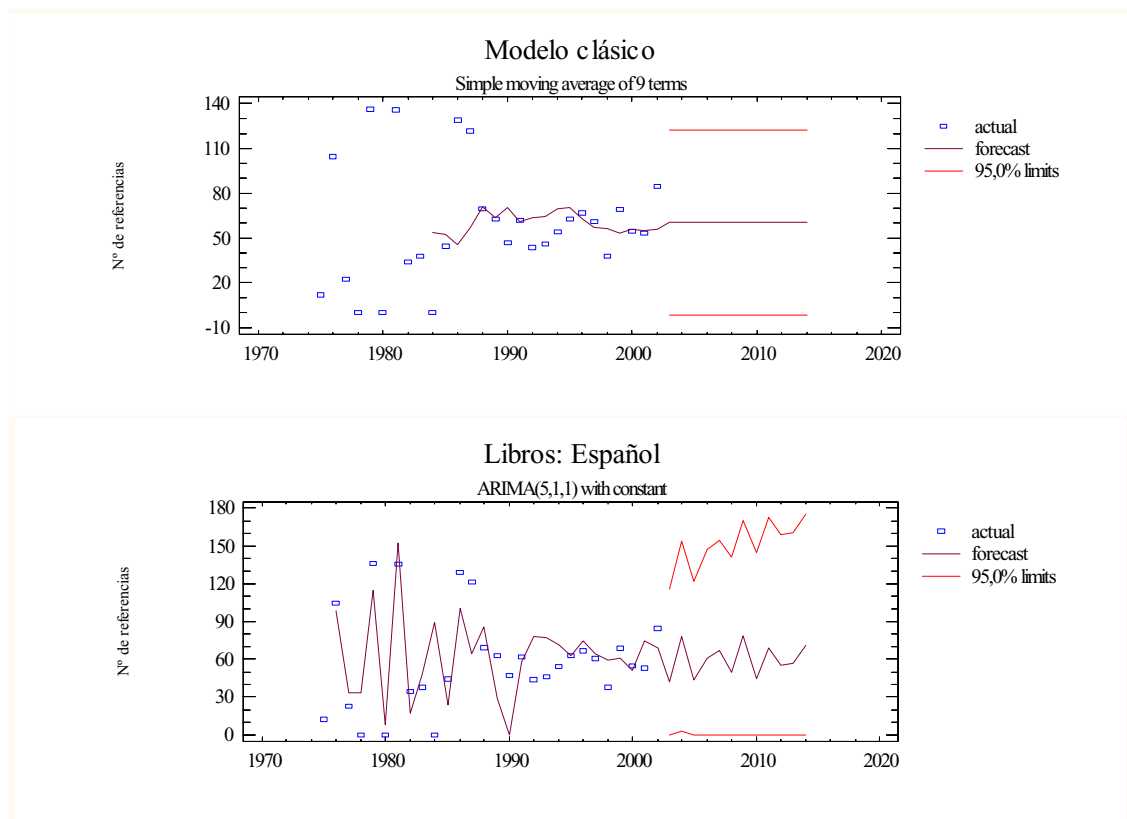 Modelo clásico
Simple moving average of 9 terms
140
110
80
50
20
-10
Nº de referencias
1970 1980 1990 2000 2010 2020
actual
forecast
95,0% limits
Libros: Español
ARIMA(5,1,1) with constant
180
150
120
90
60
30
0
Nº de referencias
1970 1980 1990 2000 2010 2020
actual
forecast
95,0% limits